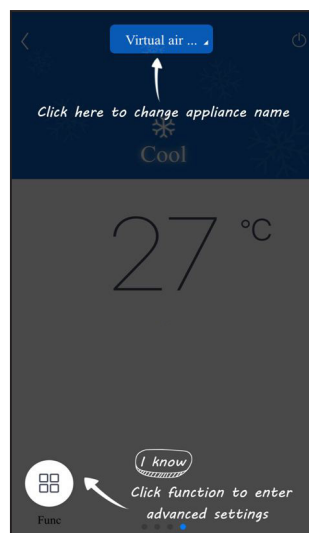 Virtual air ...
Click here to change appliance name
Cool
27 °C
I know
Click function to enter
advanced settings
Func